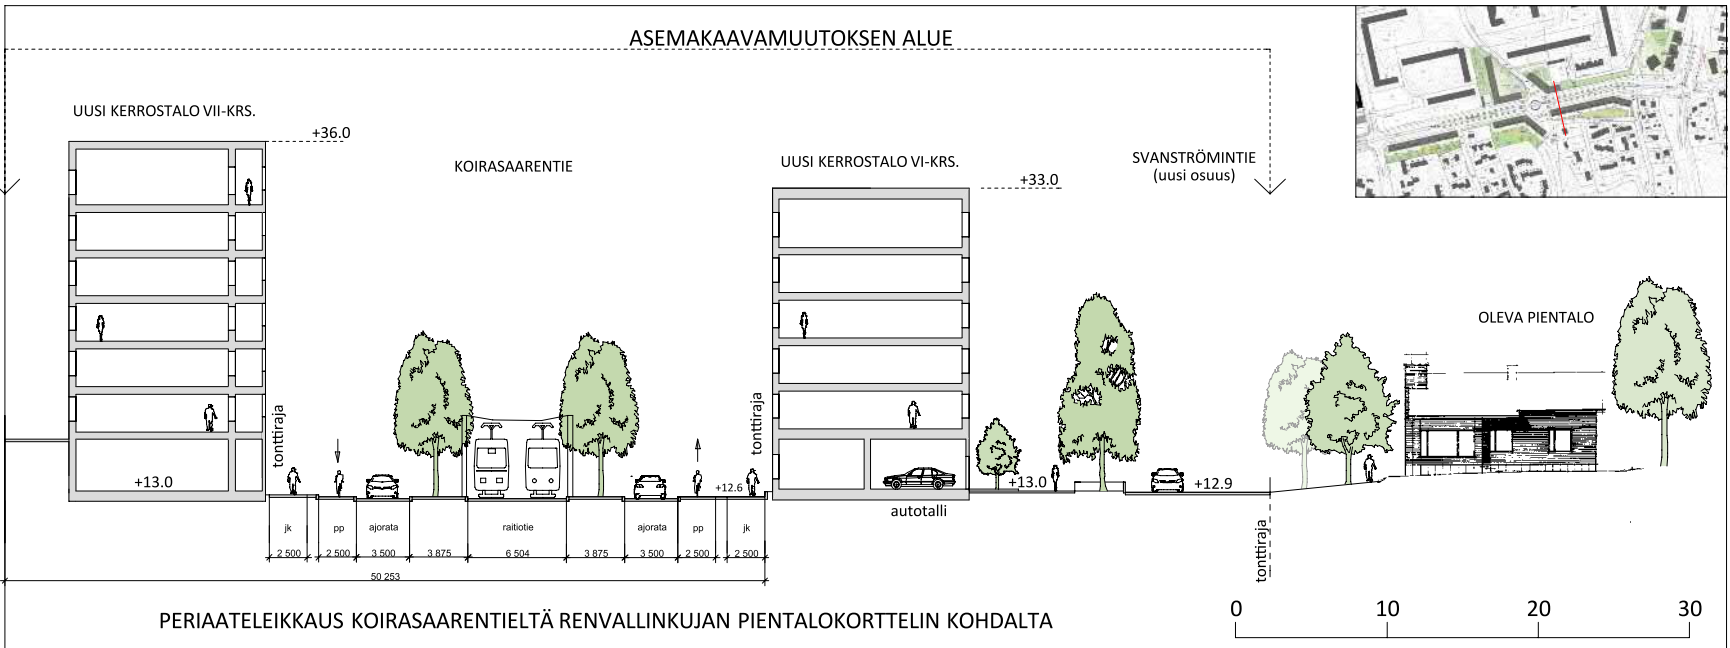 ASEMAKAAVAMUUTOKSEN ALUE
UUSI KERROSTALO VII-KRS.
+36.0
KOIRASAARENTIE
UUSI KERROSTALO VI-KRS.
+33.0
SVANSTRÖMINTIE
(uusi osuus)
OLEVA PIENTALO
tonttiraja
tonttiraja
+13.0
+12.6
+13.0
+12.9
autotalli
tonttiraja
jk pp ajorata raitiotie ajorata pp jk
2 500 2 500 3 500 3 875 6 504 3 875 3 500 2 500 2 500
50 253
PERIAATELEIKKAUS KOIRASAARENTIELTÄ RENVALLINKUJAN PIENTALOKORTTELIN KOHDALTA
0 10 20 30